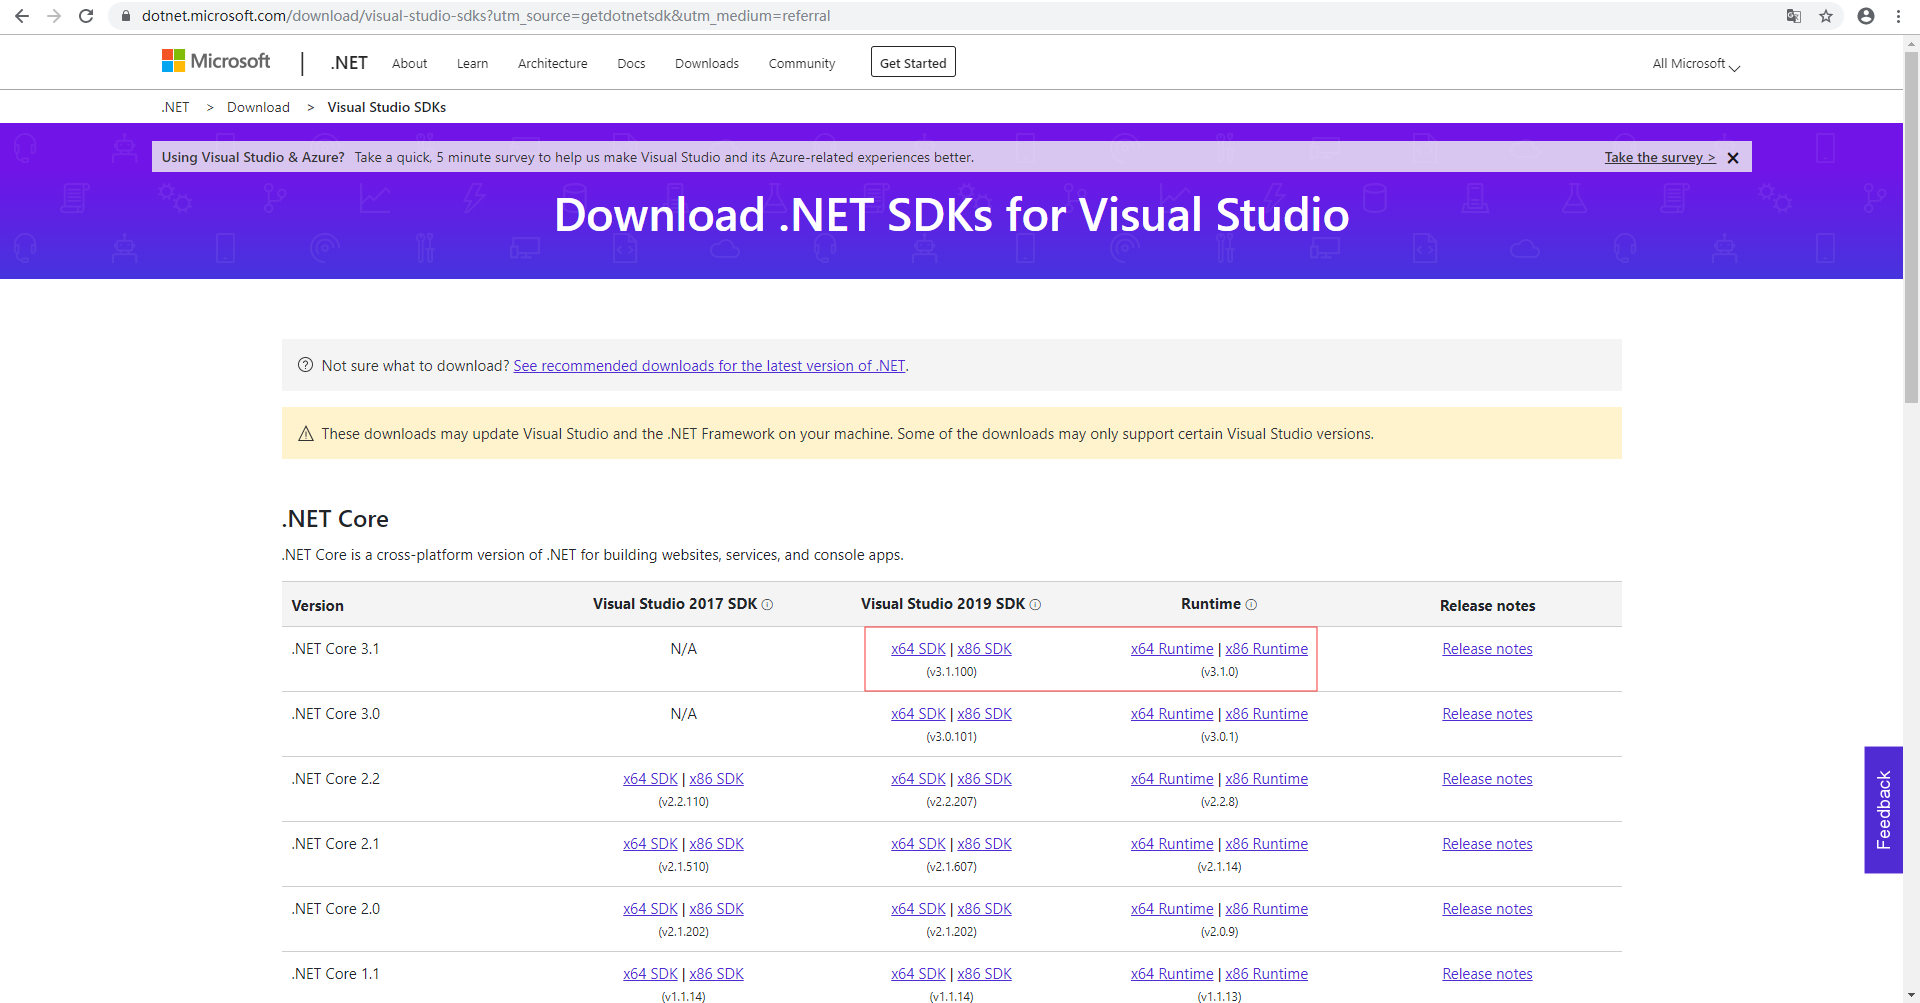 dotnet.microsoft.com/download/visual-studio-sdks?utm_source=getdotnetsdk&utm_medium=referral
Microsoft | .NET About Learn Architecture Docs Downloads Community Get Started All Microsoft
.NET > Download > Visual Studio SDKs
Using Visual Studio & Azure? Take a quick, 5 minute survey to help us make Visual Studio and its Azure-related experiences better. Take the survey >
Download .NET SDKs for Visual Studio
Not sure what to download? See recommended downloads for the latest version of .NET.
These downloads may update Visual Studio and the .NET Framework on your machine. Some of the downloads may only support certain Visual Studio versions.
.NET Core
.NET Core is a cross-platform version of .NET for building websites, services, and console apps.
Version Visual Studio 2017 SDK Visual Studio 2019 SDK Runtime Release notes
.NET Core 3.1 N/A x64 SDK | x86 SDK x64 Runtime | x86 Runtime Release notes
(v3.1.100) (v3.1.0)
.NET Core 3.0 N/A x64 SDK | x86 SDK x64 Runtime | x86 Runtime Release notes
(v3.0.101) (v3.0.1)
.NET Core 2.2 x64 SDK | x86 SDK x64 SDK | x86 SDK x64 Runtime | x86 Runtime Release notes
(v2.2.110) (v2.2.207) (v2.2.8)
Feedback
.NET Core 2.1 x64 SDK | x86 SDK x64 SDK | x86 SDK x64 Runtime | x86 Runtime Release notes
(v2.1.510) (v2.1.607) (v2.1.14)
.NET Core 2.0 x64 SDK | x86 SDK x64 SDK | x86 SDK x64 Runtime | x86 Runtime Release notes
(v2.1.202) (v2.1.202) (v2.0.9)
.NET Core 1.1 x64 SDK | x86 SDK x64 SDK | x86 SDK x64 Runtime | x86 Runtime Release notes
(v1.1.14) (v1.1.14) (v1.1.13)